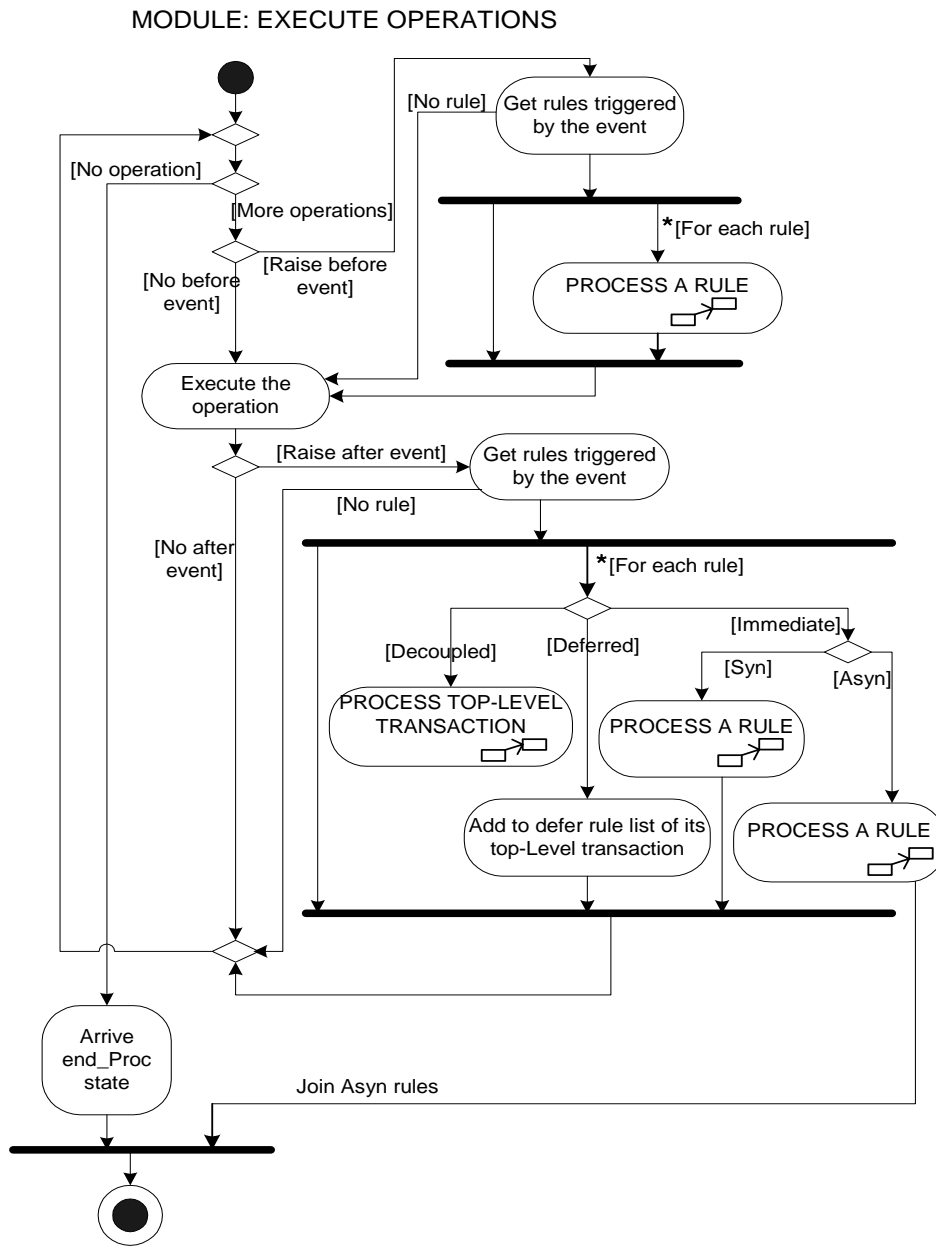 MODULE: EXECUTE OPERATIONS
[No rule]
Get rules triggered
by the event
[No operation]
[More operations]
*[For each rule]
[No before
event]
[Raise before
event]
PROCESS A RULE
Execute the
operation
[Raise after event]
Get rules triggered
by the event
[No rule]
[No after
event]
*[For each rule]
[Immediate]
[Decoupled]
[Deferred]
[Syn]
[Asyn]
PROCESS TOP-LEVEL
TRANSACTION
PROCESS A RULE
Add to defer rule list of its
top-Level transaction
PROCESS A RULE
Arrive
end_Proc
state
Join Asyn rules